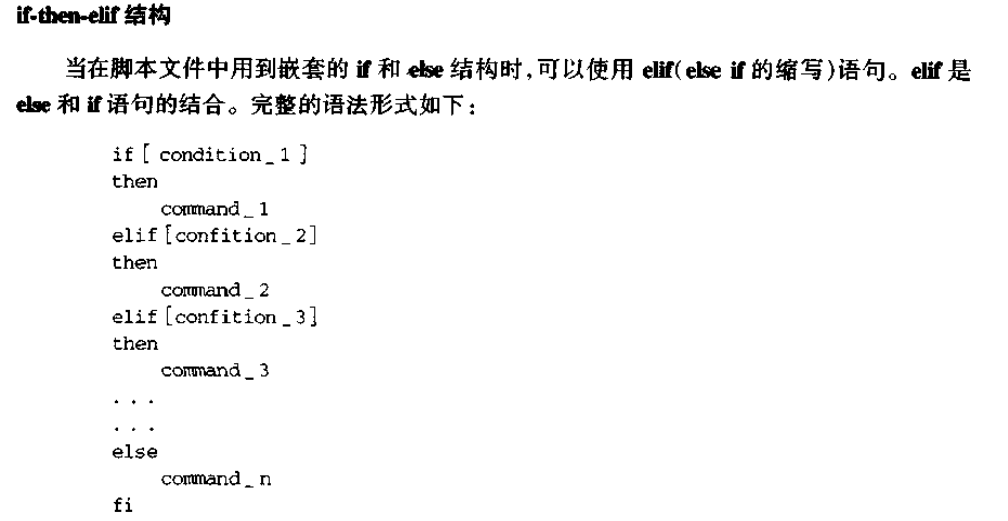 if-then-elif 结构
当在脚本文件中用到嵌套的 if 和 else 结构时,可以使用 elif(else if 的缩写)语句。elif 是
else 和 if 语句的结合。完整的语法形式如下:
if [ condition_1 ]
then
command_1
elif [confition_2]
then
command_2
elif [confition_3]
then
command_3
...
...
else
command_n
fi